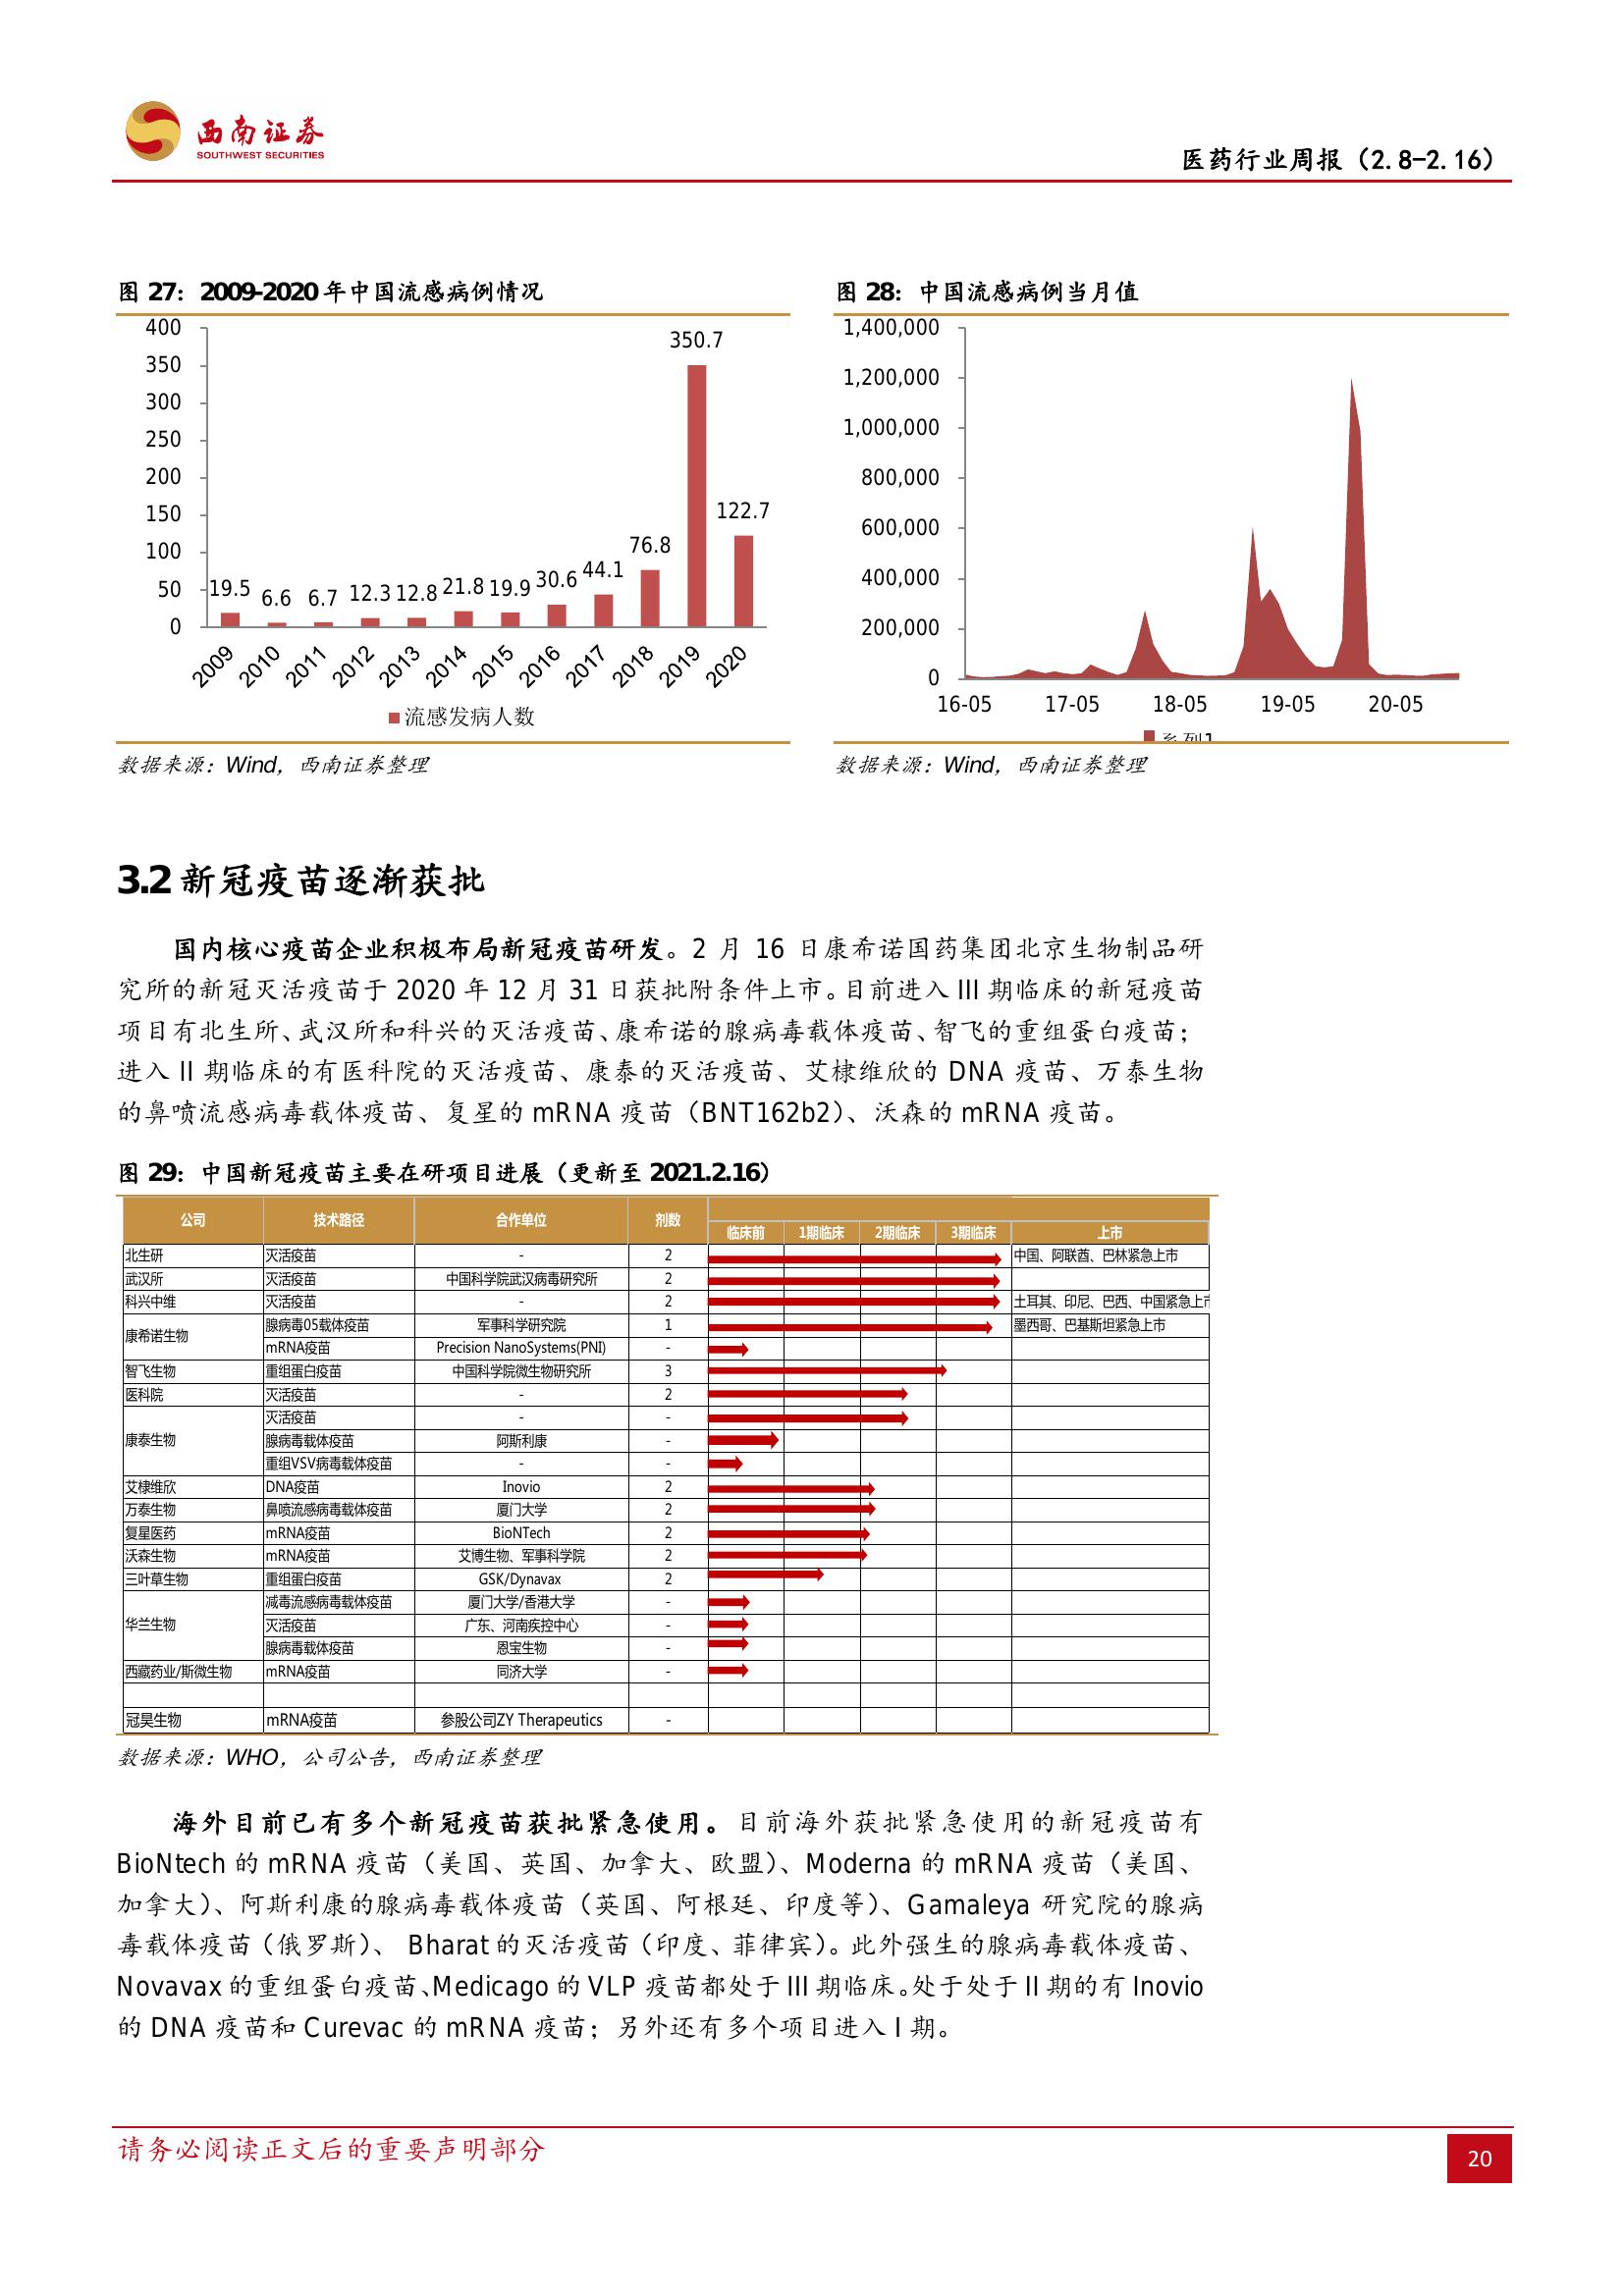 西南证券
SOUTHWEST SECURITIES
医药行业周报（2.8-2.16）
图 27：2009-2020 年中国流感病例情况
400
350
300
250
200
150
100
50
0
19.5
6.6
6.7
12.3
12.8
21.8
19.9
30.6
44.1
76.8
350.7
122.7
2009
2010
2011
2012
2013
2014
2015
2016
2017
2018
2019
2020
流感发病人数
数据来源：Wind，西南证券整理
图 28：中国流感病例当月值
1,400,000
1,200,000
1,000,000
800,000
600,000
400,000
200,000
0
16-05
17-05
18-05
19-05
20-05
系列1
数据来源：Wind，西南证券整理
3.2 新冠疫苗逐渐获批
国内核心疫苗企业积极布局新冠疫苗研发。2 月 16 日康希诺国药集团北京生物制品研
究所的新冠灭活疫苗于 2020 年 12 月 31 日获批附条件上市。目前进入 III 期临床的新冠疫苗
项目有北生所、武汉所和科兴的灭活疫苗、康希诺的腺病毒载体疫苗、智飞的重组蛋白疫苗；
进入 II 期临床的有医科院的灭活疫苗、康泰的灭活疫苗、艾棣维欣的 DNA 疫苗、万泰生物
的鼻喷流感病毒载体疫苗、复星的 mRNA 疫苗（BNT162b2）、沃森的 mRNA 疫苗。
图 29：中国新冠疫苗主要在研项目进展（更新至 2021.2.16）
公司 技术路径 合作单位 剂数
临床前 1期临床 2期临床 3期临床 上市
北生研 灭活疫苗 - 2 中国、阿联酋、巴林紧急上市
武汉所 灭活疫苗 中国科学院武汉病毒研究所 2
科兴中维 灭活疫苗 - 2 土耳其、印尼、巴西、中国紧急上市
康希诺生物 腺病毒05载体疫苗 军事科学研究院 1 墨西哥、巴基斯坦紧急上市
mRNA疫苗 Precision NanoSystems(PNI) -
智飞生物 重组蛋白疫苗 中国科学院微生物研究所 3
医科院 灭活疫苗 - 2
康泰生物 灭活疫苗 - -
腺病毒载体疫苗 阿斯利康 -
重组VSV病毒载体疫苗 - -
艾棣维欣 DNA疫苗 Inovio 2
万泰生物 鼻喷流感病毒载体疫苗 厦门大学 2
复星医药 mRNA疫苗 BioNTech 2
沃森生物 mRNA疫苗 艾博生物、军事科学院 2
三叶草生物 重组蛋白疫苗 GSK/Dynavax 2
华兰生物 减毒流感病毒载体疫苗 厦门大学/香港大学 -
灭活疫苗 广东、河南疾控中心 -
腺病毒载体疫苗 恩宝生物 -
西藏药业/斯微生物 mRNA疫苗 同济大学 -
冠昊生物 mRNA疫苗 参股公司ZY Therapeutics -
数据来源：WHO，公司公告，西南证券整理
海外目前已有多个新冠疫苗获批紧急使用。目前海外获批紧急使用的新冠疫苗有
BioNtech 的 mRNA 疫苗（美国、英国、加拿大、欧盟）、Moderna 的 mRNA 疫苗（美国、
加拿大）、阿斯利康的腺病毒载体疫苗（英国、阿根廷、印度等）、Gamaleya 研究院的腺病
毒载体疫苗（俄罗斯）、 Bharat 的灭活疫苗（印度、菲律宾）。此外强生的腺病毒载体疫苗、
Novavax 的重组蛋白疫苗、Medicago 的 VLP 疫苗都处于 III 期临床。处于处于 II 期的有 Inovio
的 DNA 疫苗和 Curevac 的 mRNA 疫苗；另外还有多个项目进入 I 期。
请务必阅读正文后的重要声明部分
20